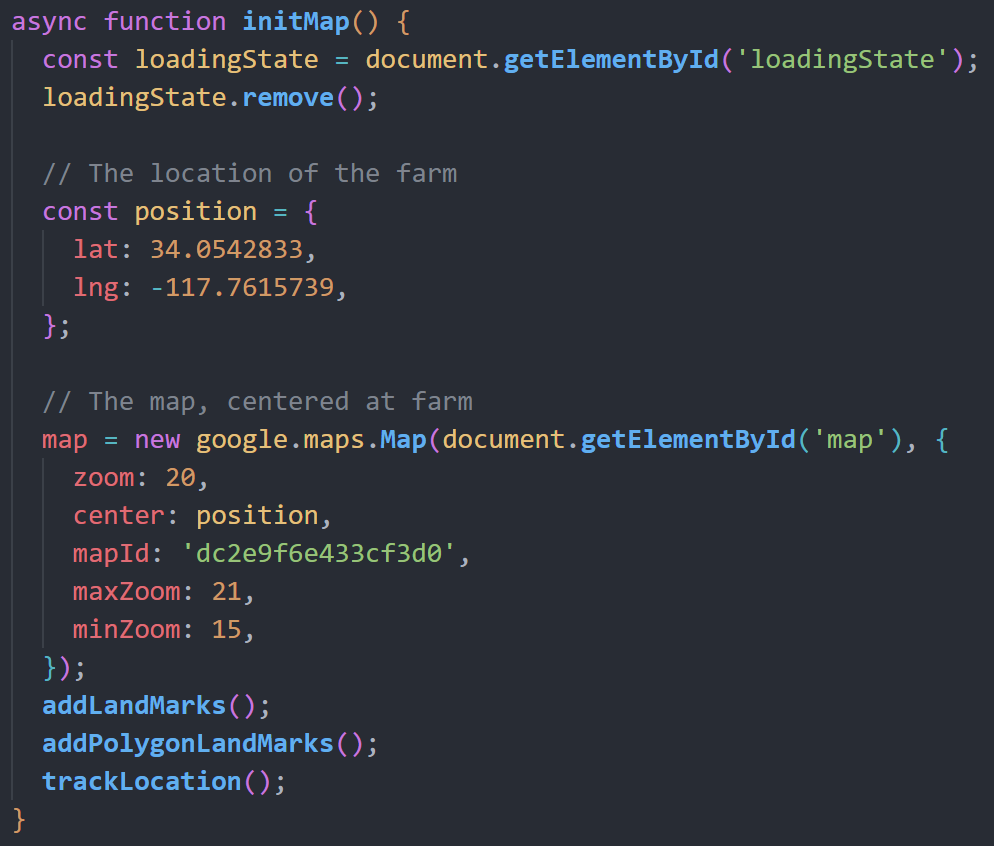 async function initMap() {
  const loadingState = document.getElementById('loadingState');
  loadingState.remove();

  // The location of the farm
  const position = {
    lat: 34.0542833,
    lng: -117.7615739,
  };

  // The map, centered at farm
  map = new google.maps.Map(document.getElementById('map'), {
    zoom: 20,
    center: position,
    mapId: 'dc2e9f6e433cf3d0',
    maxZoom: 21,
    minZoom: 15,
  });
  addLandMarks();
  addPolygonLandMarks();
  trackLocation();
}